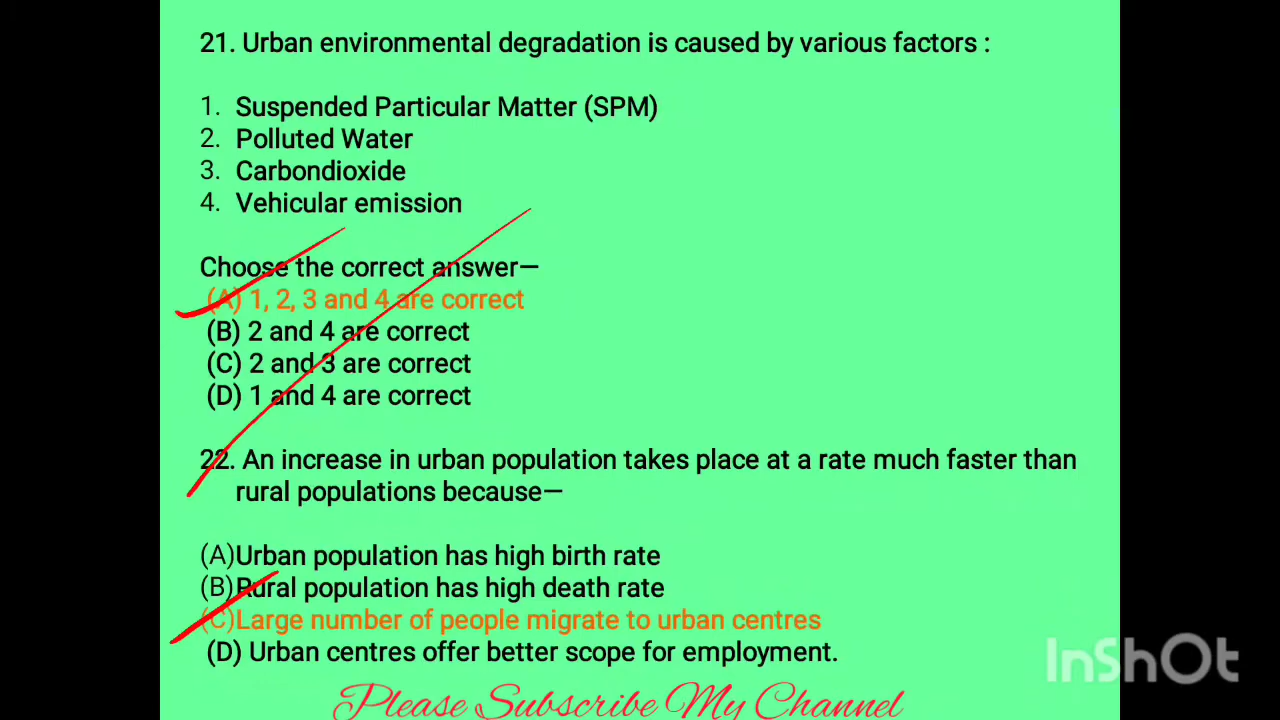 21. Urban environmental degradation is caused by various factors :
1. Suspended Particular Matter (SPM)
2. Polluted Water
3. Carbondioxide
4. Vehicular emission
Choose the correct answer—
(A) 1, 2, 3 and 4 are correct
(B) 2 and 4 are correct
(C) 2 and 3 are correct
(D) 1 and 4 are correct
22. An increase in urban population takes place at a rate much faster than
rural populations because—
(A)Urban population has high birth rate
(B)Rural population has high death rate
(C)Large number of people migrate to urban centres
(D) Urban centres offer better scope for employment.
InShOt
Please Subscribe My Channel